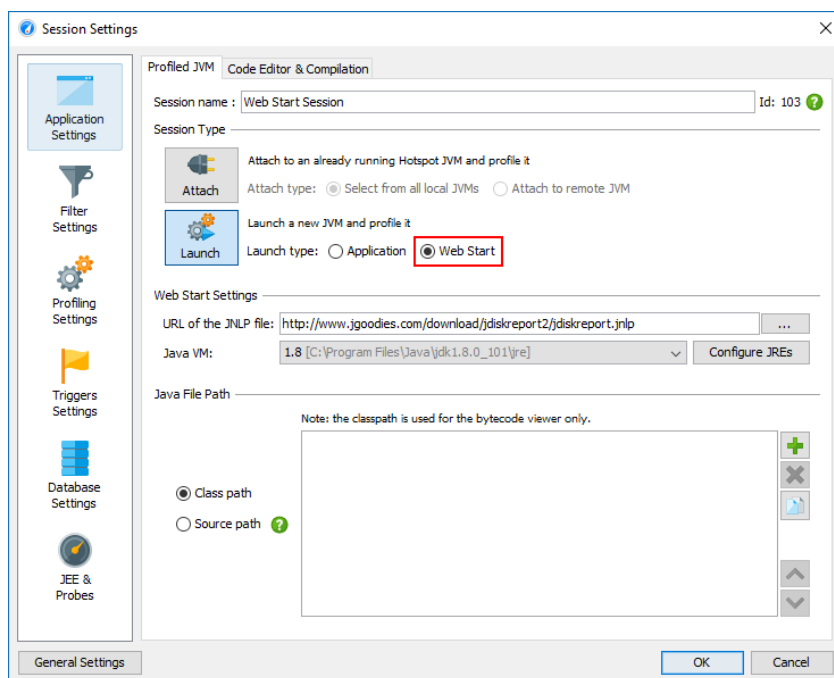 Session Settings
Profiled JVM Code Editor & Compilation
Session name : Web Start Session Id: 103 ?
Session Type
Attach to an already running Hotspot JVM and profile it
Attach
Attach type: Select from all local JVMs Attach to remote JVM
Launch a new JVM and profile it
Launch
Launch type: Application Web Start
Web Start Settings
URL of the JNLP file: http://www.jgoodies.com/download/jdiskreport2/jdiskreport.jnlp ...
Java VM: 1.8 [C:\Program Files\Java\jdk1.8.0_101\jre] Configure JREs
Java File Path
Note: the classpath is used for the bytecode viewer only.
Class path
Source path ?
Application
Settings
Filter
Settings
Profiling
Settings
Triggers
Settings
Database
Settings
JEE &
Probes
General Settings OK Cancel